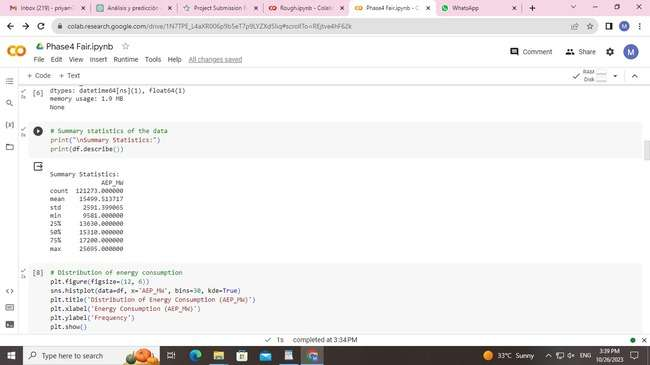 Inbox (219) - priyan
Análisis y predicción -
Project Submission
Rough.ipynb - Colab
Phase4 Fair.ipynb - C
WhatsApp
colab.research.google.com/drive/
Phase4 Fair.ipynb
File Edit View Insert Runtime Tools Help All changes saved
Comment Share M
+ Code + Text
RAM
Disk
[6] dtypes: datetime64[ns](1), float64(1)
memory usage: 1.9 MB
None
# Summary statistics of the data
print("\nSummary Statistics:")
print(df.describe())
Summary Statistics:
AEP_MW
count 121273.000000
mean 15499.513717
std 2591.399065
min 9581.000000
25% 13630.000000
50% 15310.000000
75% 17200.000000
max 25695.000000
[8] # Distribution of energy consumption
plt.figure(figsize=(12, 6))
sns.histplot(data=df, x='AEP_MW', bins=30, kde=True)
plt.title('Distribution of Energy Consumption (AEP_MW)')
plt.xlabel('Energy Consumption (AEP_MW)')
plt.ylabel('Frequency')
plt.show()
1s completed at 3:34 PM
Type here to search
33°C Sunny
ENG
3:39 PM
10/26/2023